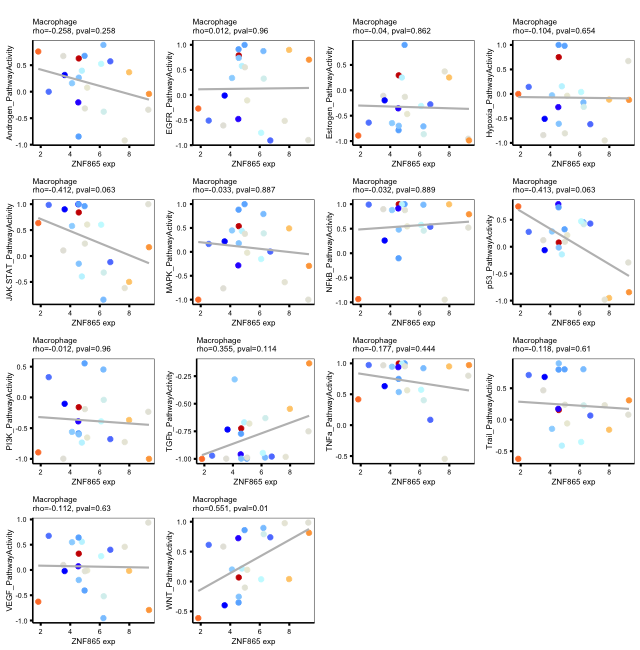 Macrophage
rho=-0.258, pval=0.258
Androgen_PathwayActivity
1.0
0.5
0.0
-0.5
-1.0
2 4 6 8
ZNF865 exp
Macrophage
rho=0.012, pval=0.96
EGFR_PathwayActivity
1.0
0.5
0.0
-0.5
-1.0
2 4 6 8
ZNF865 exp
Macrophage
rho=-0.04, pval=0.862
Estrogen_PathwayActivity
0.5
0.0
-0.5
-1.0
2 4 6 8
ZNF865 exp
Macrophage
rho=-0.104, pval=0.654
Hypoxia_PathwayActivity
1.0
0.5
0.0
-0.5
-1.0
2 4 6 8
ZNF865 exp
Macrophage
rho=-0.412, pval=0.063
JAK.STAT_PathwayActivity
1.0
0.5
0.0
-0.5
2 4 6 8
ZNF865 exp
Macrophage
rho=-0.033, pval=0.887
MAPK_PathwayActivity
1.0
0.5
0.0
-0.5
-1.0
2 4 6 8
ZNF865 exp
Macrophage
rho=-0.032, pval=0.889
NFkB_PathwayActivity
1.0
0.5
0.0
-0.5
-1.0
2 4 6 8
ZNF865 exp
Macrophage
rho=-0.413, pval=0.063
p53_PathwayActivity
0.5
0.0
-0.5
-1.0
2 4 6 8
ZNF865 exp
Macrophage
rho=-0.012, pval=0.96
PI3K_PathwayActivity
0.5
0.0
-0.5
-1.0
2 4 6 8
ZNF865 exp
Macrophage
rho=0.355, pval=0.114
TGFb_PathwayActivity
-0.25
-0.50
-0.75
-1.00
2 4 6 8
ZNF865 exp
Macrophage
rho=-0.177, pval=0.444
TNFa_PathwayActivity
1.0
0.5
0.0
-0.5
2 4 6 8
ZNF865 exp
Macrophage
rho=-0.118, pval=0.61
Trail_PathwayActivity
0.5
0.0
-0.5
2 4 6 8
ZNF865 exp
Macrophage
rho=-0.112, pval=0.63
VEGF_PathwayActivity
1.0
0.5
0.0
-0.5
-1.0
2 4 6 8
ZNF865 exp
Macrophage
rho=0.551, pval=0.01
WNT_PathwayActivity
1.0
0.5
0.0
-0.5
2 4 6 8
ZNF865 exp